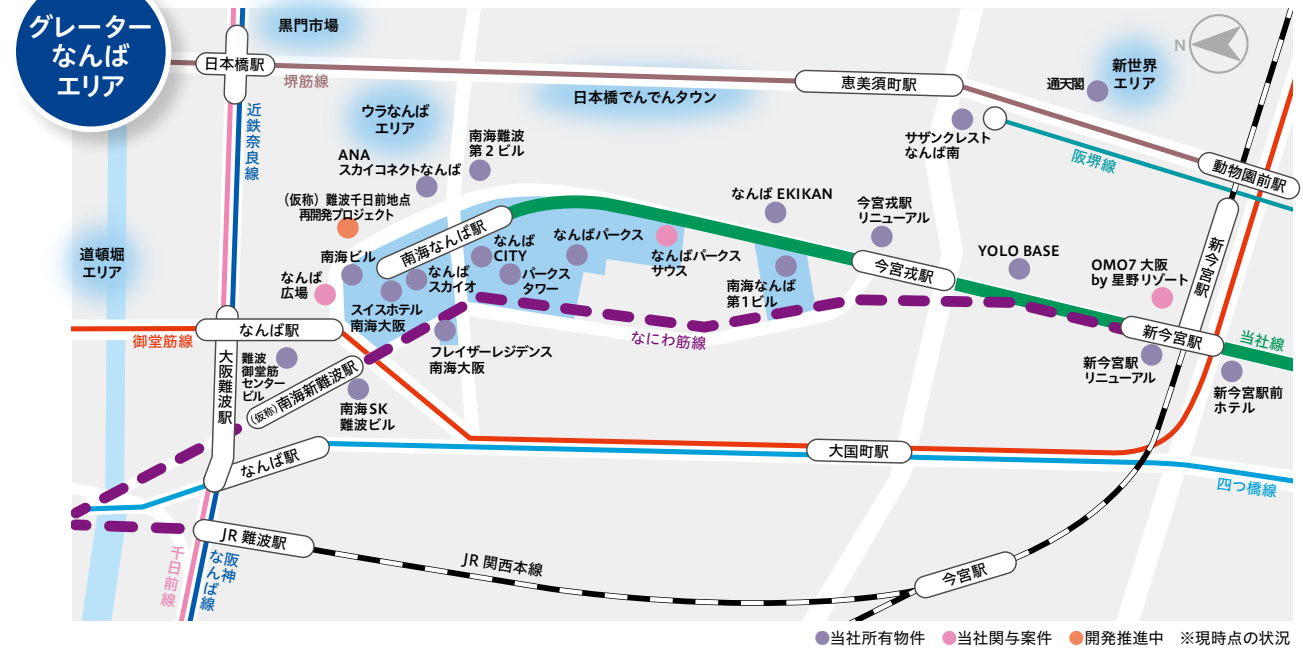 グレーター
なんば
エリア
黒門市場
日本橋駅
堺筋線
恵美須町駅
N
通天閣
新世界
エリア
日本橋でんでんタウン
ウラなんば
エリア
近鉄奈良線
南海難波
第2ビル
ANA
スカイコネクトなんば
サザンクレスト
なんば南
阪堺線
動物園前駅
（仮称）難波千日前地点
再開発プロジェクト
なんば EKIKAN
今宮戎駅
リニューアル
道頓堀
エリア
南海なんば駅
南海ビル
なんば
広場
なんば
スカイオ
なんば
CITY
パークス
タワー
なんばパークス
なんばパークス
サウス
南海なんば
第1ビル
今宮戎駅
YOLO BASE
OMO7 大阪
by 星野リゾート
新今宮駅
スイスホテル
南海大阪
なんば駅
御堂筋線
フレイザーレジデンス
南海大阪
なにわ筋線
新今宮駅
当社線
新今宮駅
リニューアル
新今宮駅前
ホテル
大阪難波駅
難波
御堂筋
センター
ビル
（仮称）南海新難波駅
南海SK
難波ビル
なんば駅
大国町駅
四つ橋線
JR 難波駅
JR 関西本線
今宮駅
千日前線
阪神
なんば線
当社所有物件 当社関与案件 開発推進中 ※現時点の状況